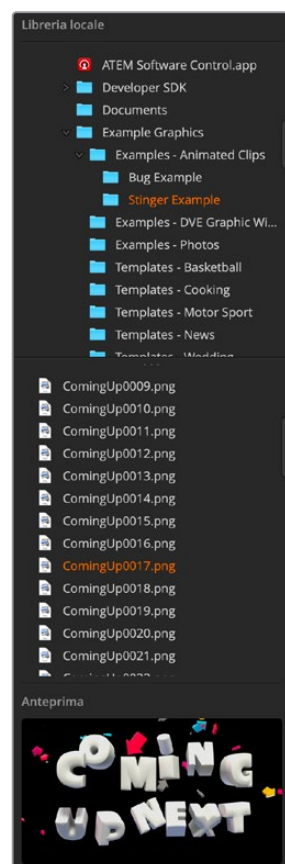 Libreria locale
ATEM Software Control.app
Developer SDK
Documents
Example Graphics
Examples - Animated Clips
Bug Example
Stinger Example
Examples - DVE Graphic Wi...
Examples - Photos
Templates - Basketball
Templates - Cooking
Templates - Motor Sport
Templates - News
Templates - Wedding
ComingUp0009.png
ComingUp0010.png
ComingUp0011.png
ComingUp0012.png
ComingUp0013.png
ComingUp0014.png
ComingUp0015.png
ComingUp0016.png
ComingUp0017.png
ComingUp0018.png
ComingUp0019.png
ComingUp0020.png
ComingUp0021.png
Anteprima
COMING
UP NEXT